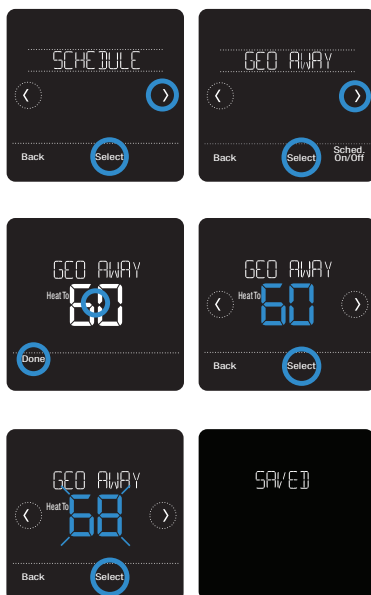 SCHEDULE
Back Select
GEO AWAY
Back Select Sched. On/Off
GEO AWAY
Heat To 60
Done
GEO AWAY
Heat To 60
Back Select
GEO AWAY
Heat To 68
Back Select
SAVED